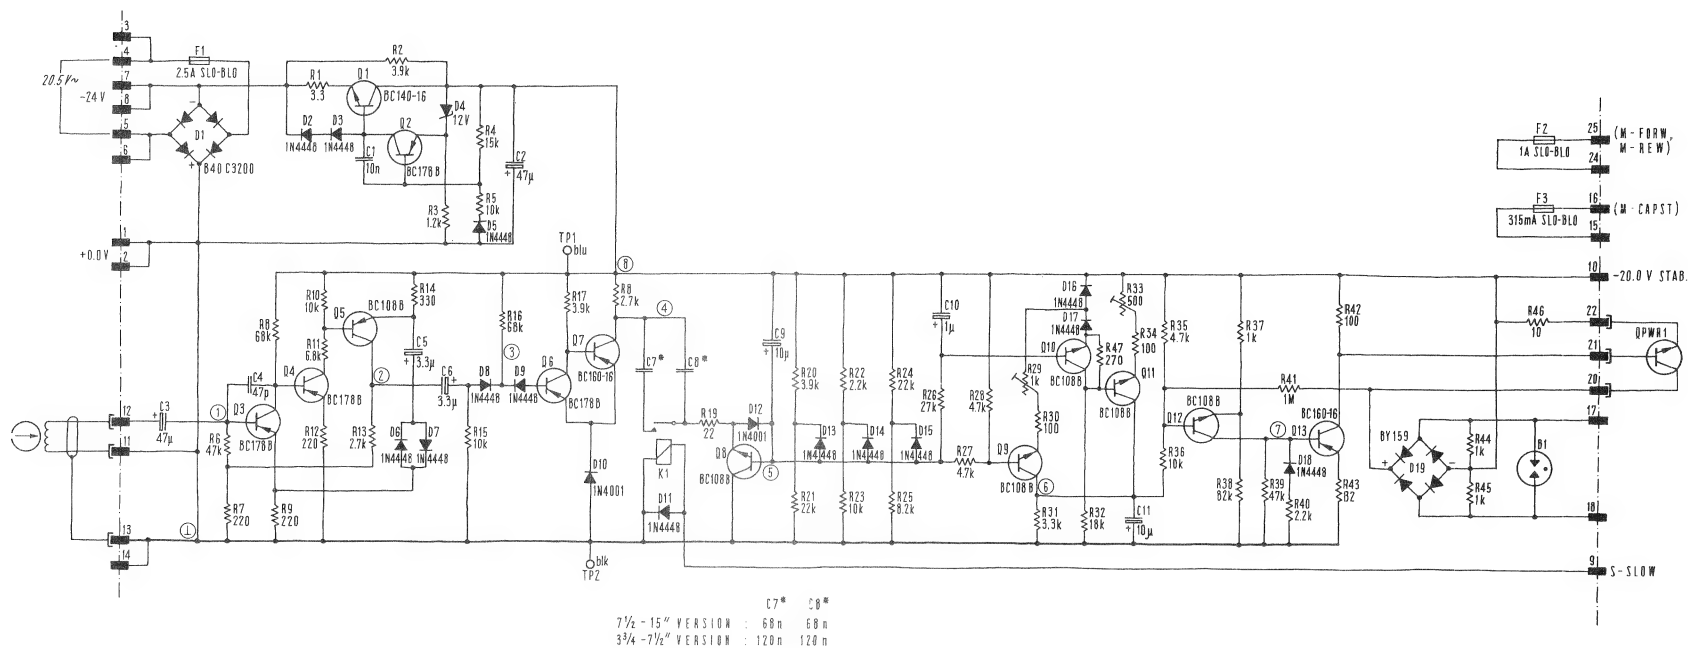 3
4
F1
2.5A SLO-BLO
20.5V~
7
-24V
8
5
6
D1
B40 C3200
R1
3.3
Q1
BC140-16
R2
3.9k
D4
12V
D2
1N4448
D3
1N4448
Q2
BC178B
C1
10n
R4
15k
C2
47µ
R5
10k
R3
1.2k
D5
1N4448
1
+0.0V
2
TP1
blu
8
R10
10k
Q5
BC108B
R14
330
R8
68k
R11
6.8k
C5
3.3µ
R16
68k
R17
3.9k
R8
2.7k
4
Q7
BC160-16
3
Q6
BC178B
C4
47p
Q4
BC178B
2
C6
3.3µ
D8
1N4448
D9
1N4448
12
11
C3
47µ
1
R6
47k
Q3
BC178B
R12
220
R13
2.7k
D6
1N4448
D7
1N4448
R15
10k
R7
220
R9
220
13
14
⊥
D10
1N4001
blk
TP2
C7*
C8*
R19
22
D12
1N4001
K1
D11
1N4448
Q8
BC108B
5
C9
10µ
R20
3.9k
R22
2.2k
R24
22k
D13
1N4448
D14
1N4448
D15
1N4448
R21
22k
R23
10k
R25
8.2k
C10
1µ
R26
27k
R28
4.7k
R27
4.7k
Q9
BC108B
6
R29
1k
R30
100
R31
3.3k
D16
1N4448
D17
1N4448
Q10
BC108B
R47
270
R33
500
R34
100
Q11
BC108B
R32
18k
C11
10µ
R35
4.7k
R36
10k
R37
1k
Q12
BC108B
R41
1M
7
Q13
BC160-16
D18
1N4448
R38
82k
R39
47k
R40
2.2k
R42
100
R43
82
BY159
D19
R44
1k
R45
1k
B1
R46
10
F2
1A SLO-BLO
25
24
(M-FORW,
M-REW)
F3
315mA SLO-BLO
16
15
(M-CAPST)
10
-20.0V STAB.
22
21
20
QPWR1
17
18
9
S-SLOW
C7* C8*
7½ -15" VERSION : 68n 68n
3¾ -7½" VERSION : 120n 120n